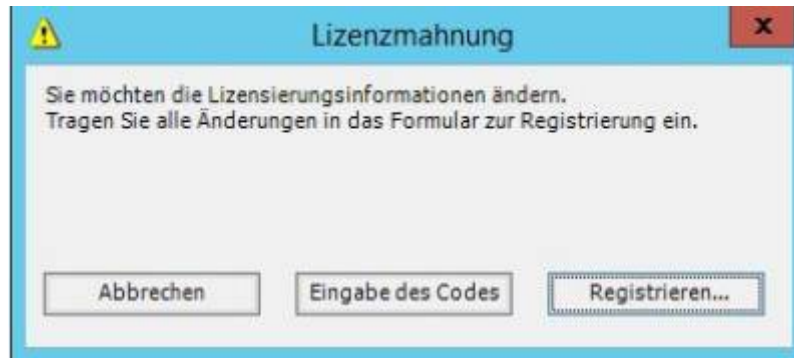 Lizenzmahnung
Sie möchten die Lizensierungsinformationen ändern.
Tragen Sie alle Änderungen in das Formular zur Registrierung ein.
Abbrechen
Eingabe des Codes
Registrieren...